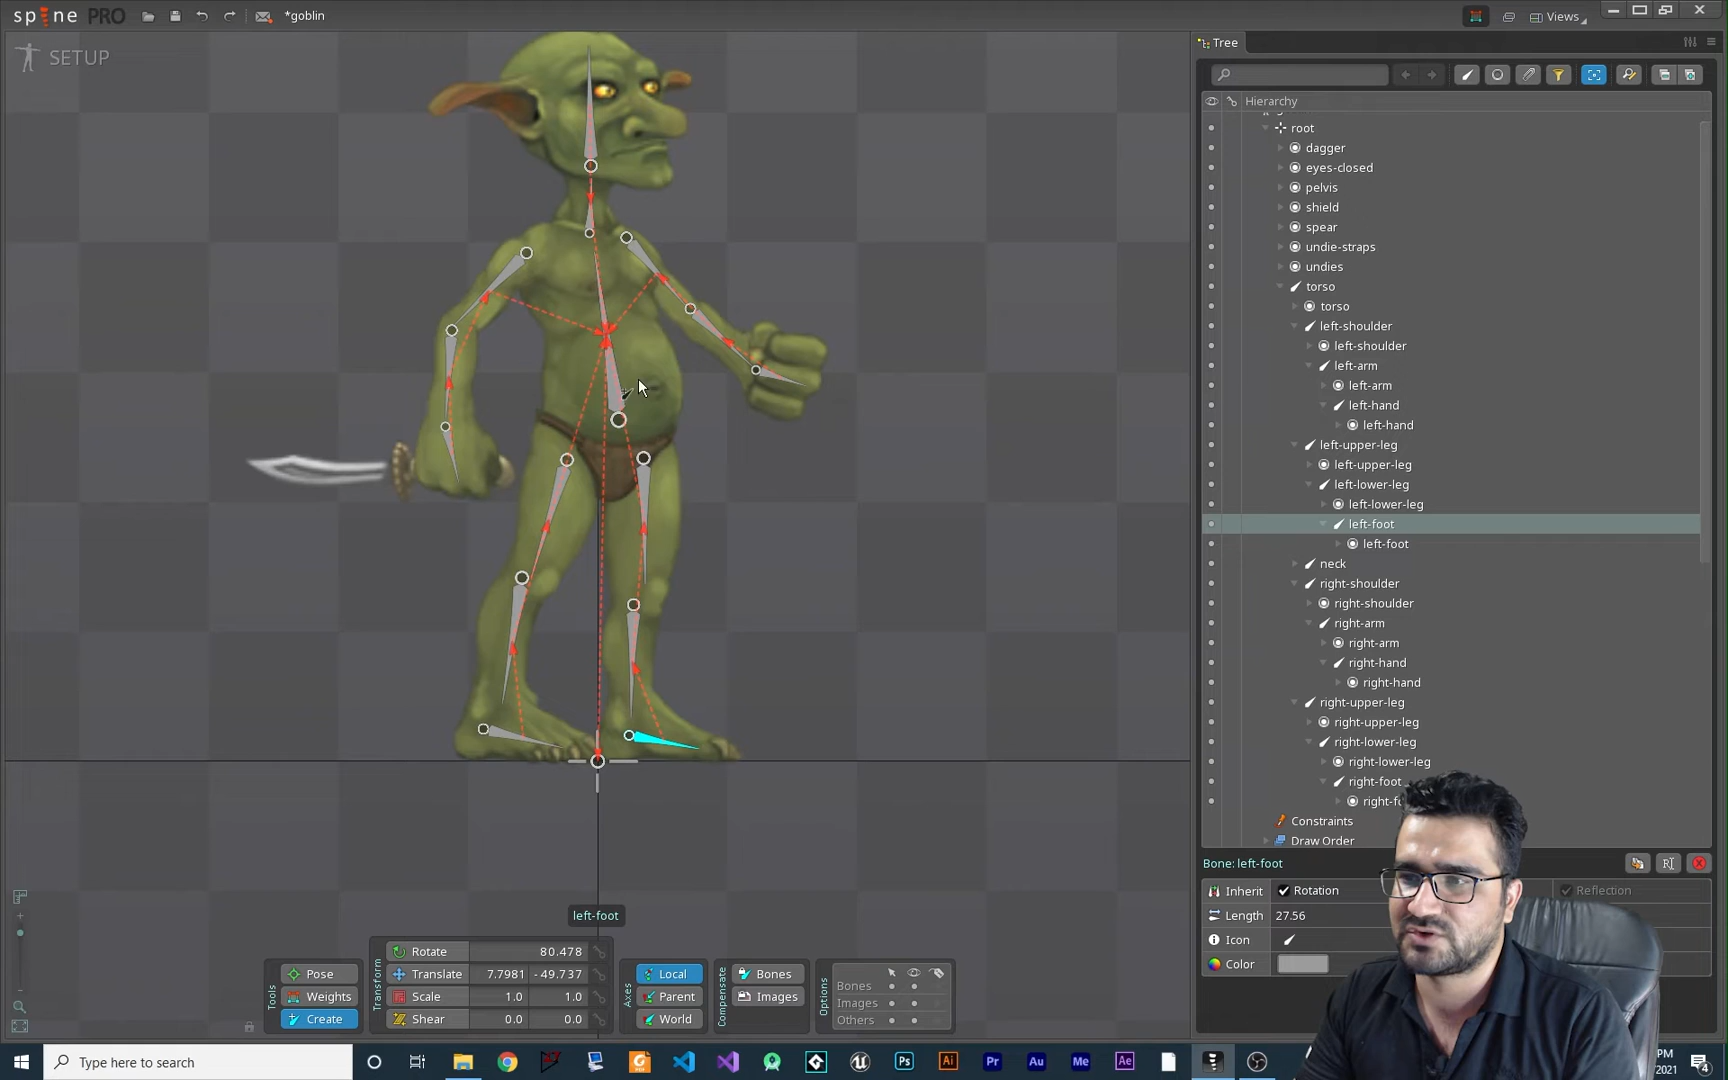 spine PRO
*goblin
Views
SETUP
Tree
Hierarchy
root
dagger
eyes-closed
pelvis
shield
spear
undie-straps
undies
torso
torso
left-shoulder
left-shoulder
left-arm
left-arm
left-hand
left-hand
left-upper-leg
left-upper-leg
left-lower-leg
left-lower-leg
left-foot
left-foot
neck
right-shoulder
right-shoulder
right-arm
right-arm
right-hand
right-hand
right-upper-leg
right-upper-leg
right-lower-leg
right-lower-leg
right-foot
Constraints
Draw Order
Bone: left-foot
Inherit Rotation Reflection
Length 27.56
Icon
Color
left-foot
Tools
Pose
Weights
Create
Transform
Rotate 80.478
Translate 7.7981 - 49.737
Scale 1.0 1.0
Shear 0.0 0.0
Axes
Local
Parent
World
Compensate
Bones
Images
Options
Bones
Images
Others
Type here to search
Ps Ai Pr Au Me Ae
PM
2021
4